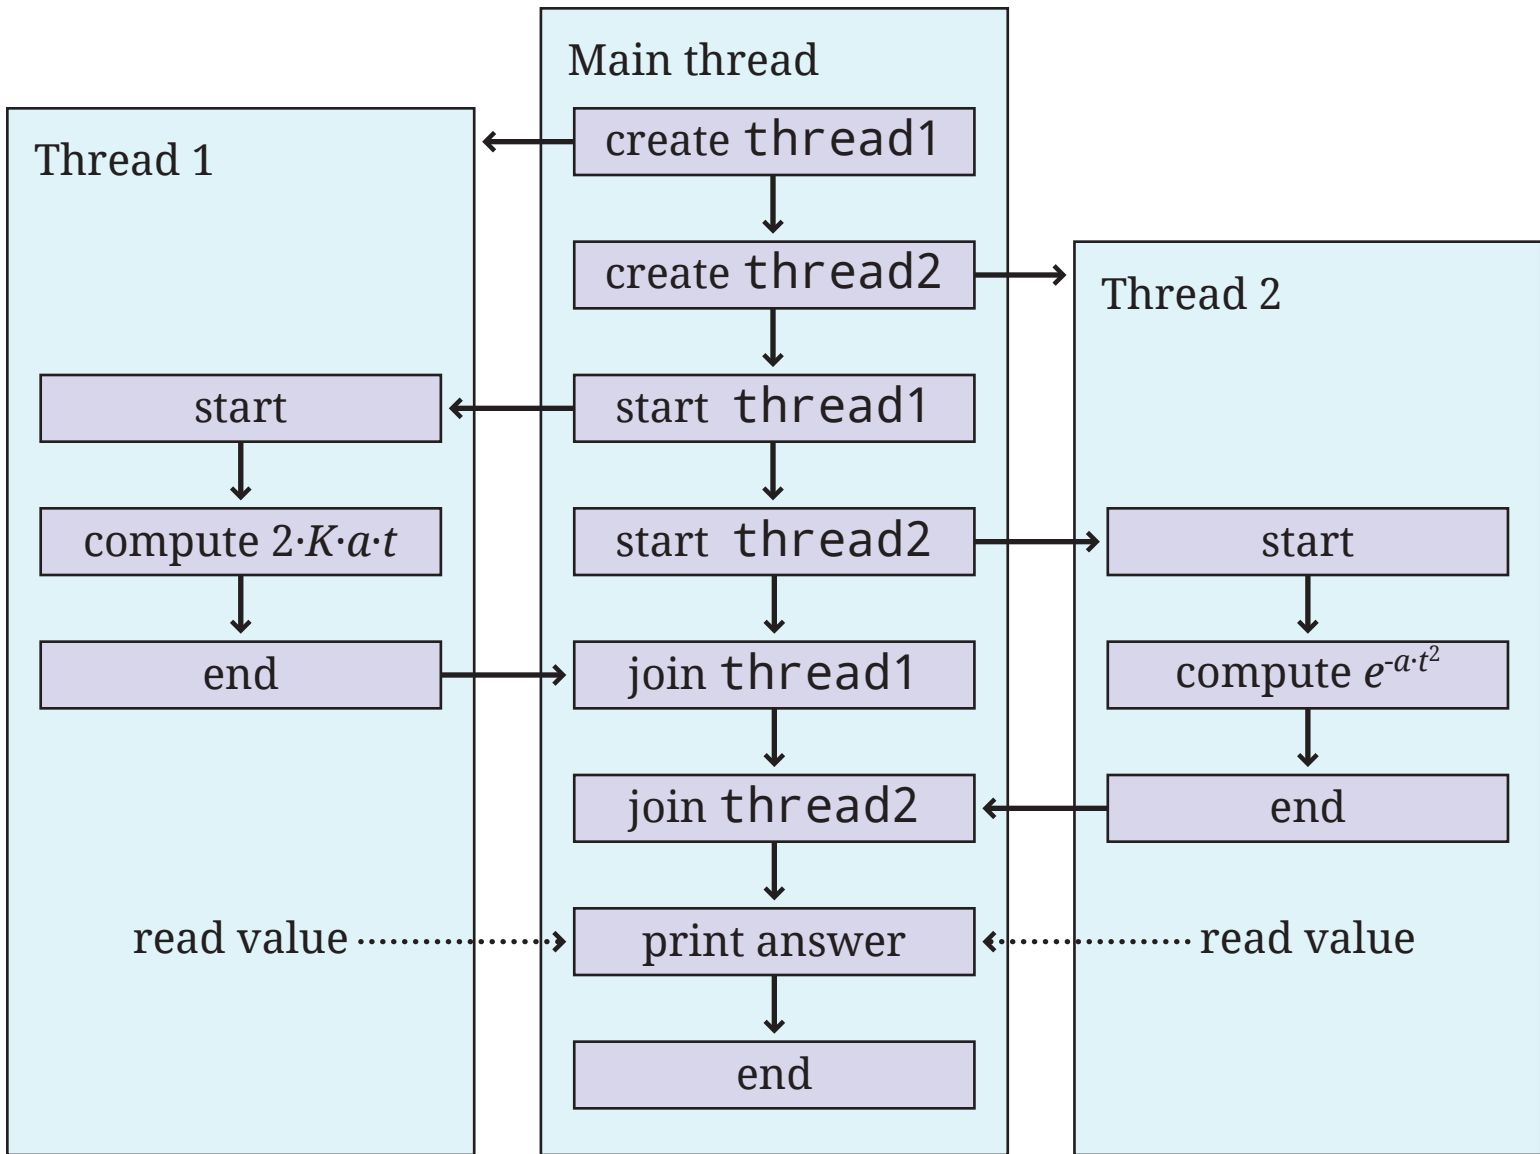 Main thread
create thread1
Thread 1
create thread2
Thread 2
start
start thread1
compute 2·K·a·t
start thread2
start
end
join thread1
compute e^-a·t²
join thread2
end
read value
print answer
read value
end